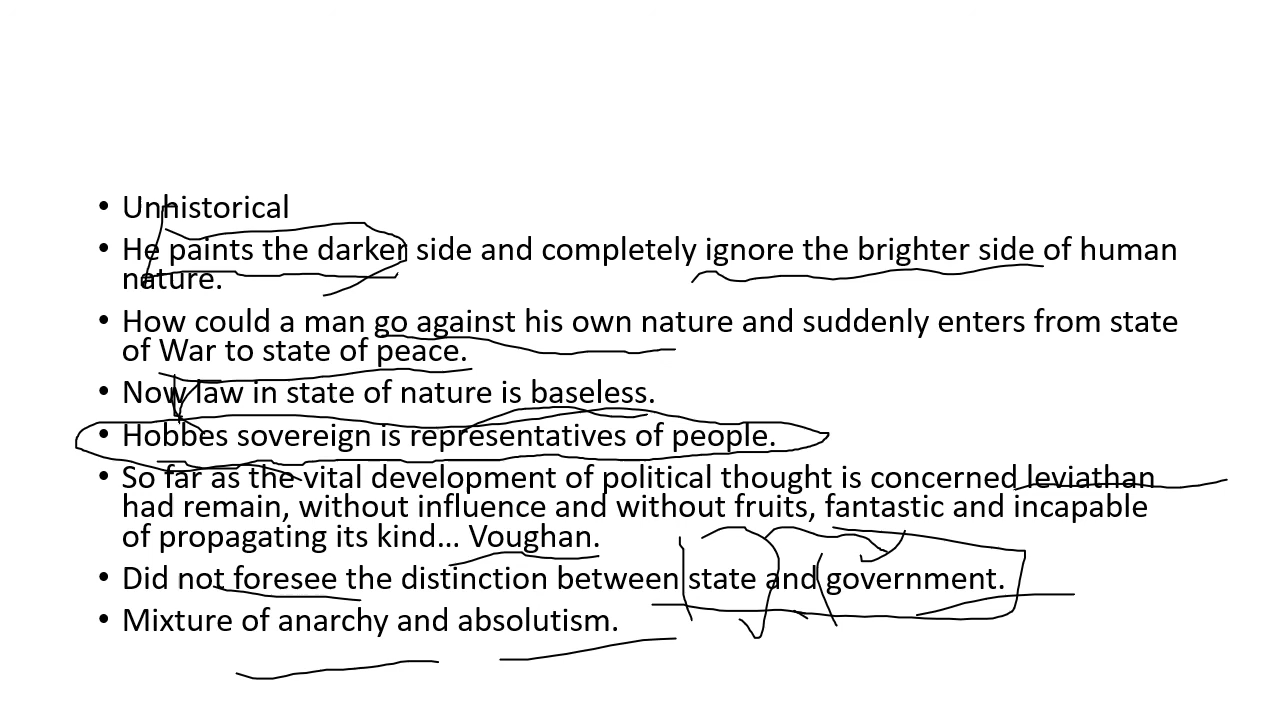 • Unhistorical
• He paints the darker side and completely ignore the brighter side of human
nature.
• How could a man go against his own nature and suddenly enters from state
of War to state of peace.
• Now law in state of nature is baseless.
• Hobbes sovereign is representatives of people.
• So far as the vital development of political thought is concerned leviathan
had remain, without influence and without fruits, fantastic and incapable
of propagating its kind... Voughan.
• Did not foresee the distinction between state and government.
• Mixture of anarchy and absolutism.